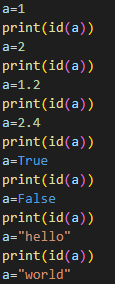 a=1
print(id(a))
a=2
print(id(a))
a=1.2
print(id(a))
a=2.4
print(id(a))
a=True
print(id(a))
a=False
print(id(a))
a="hello"
print(id(a))
a="world"